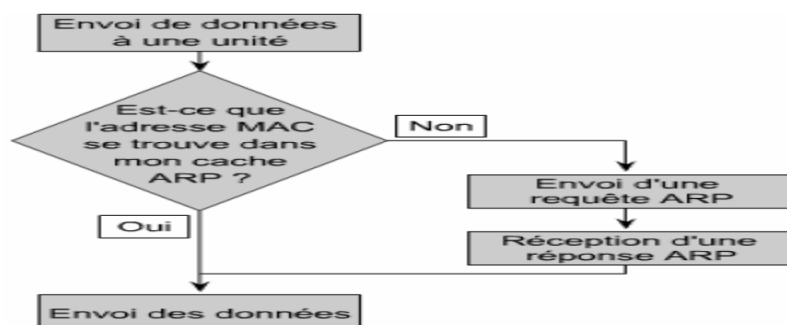 Envoi de données
à une unité
Est-ce que
l'adresse MAC
se trouve dans
mon cache
ARP ?
Non
Envoi d'une
requête ARP
Oui
Réception d'une
réponse ARP
Envoi des données